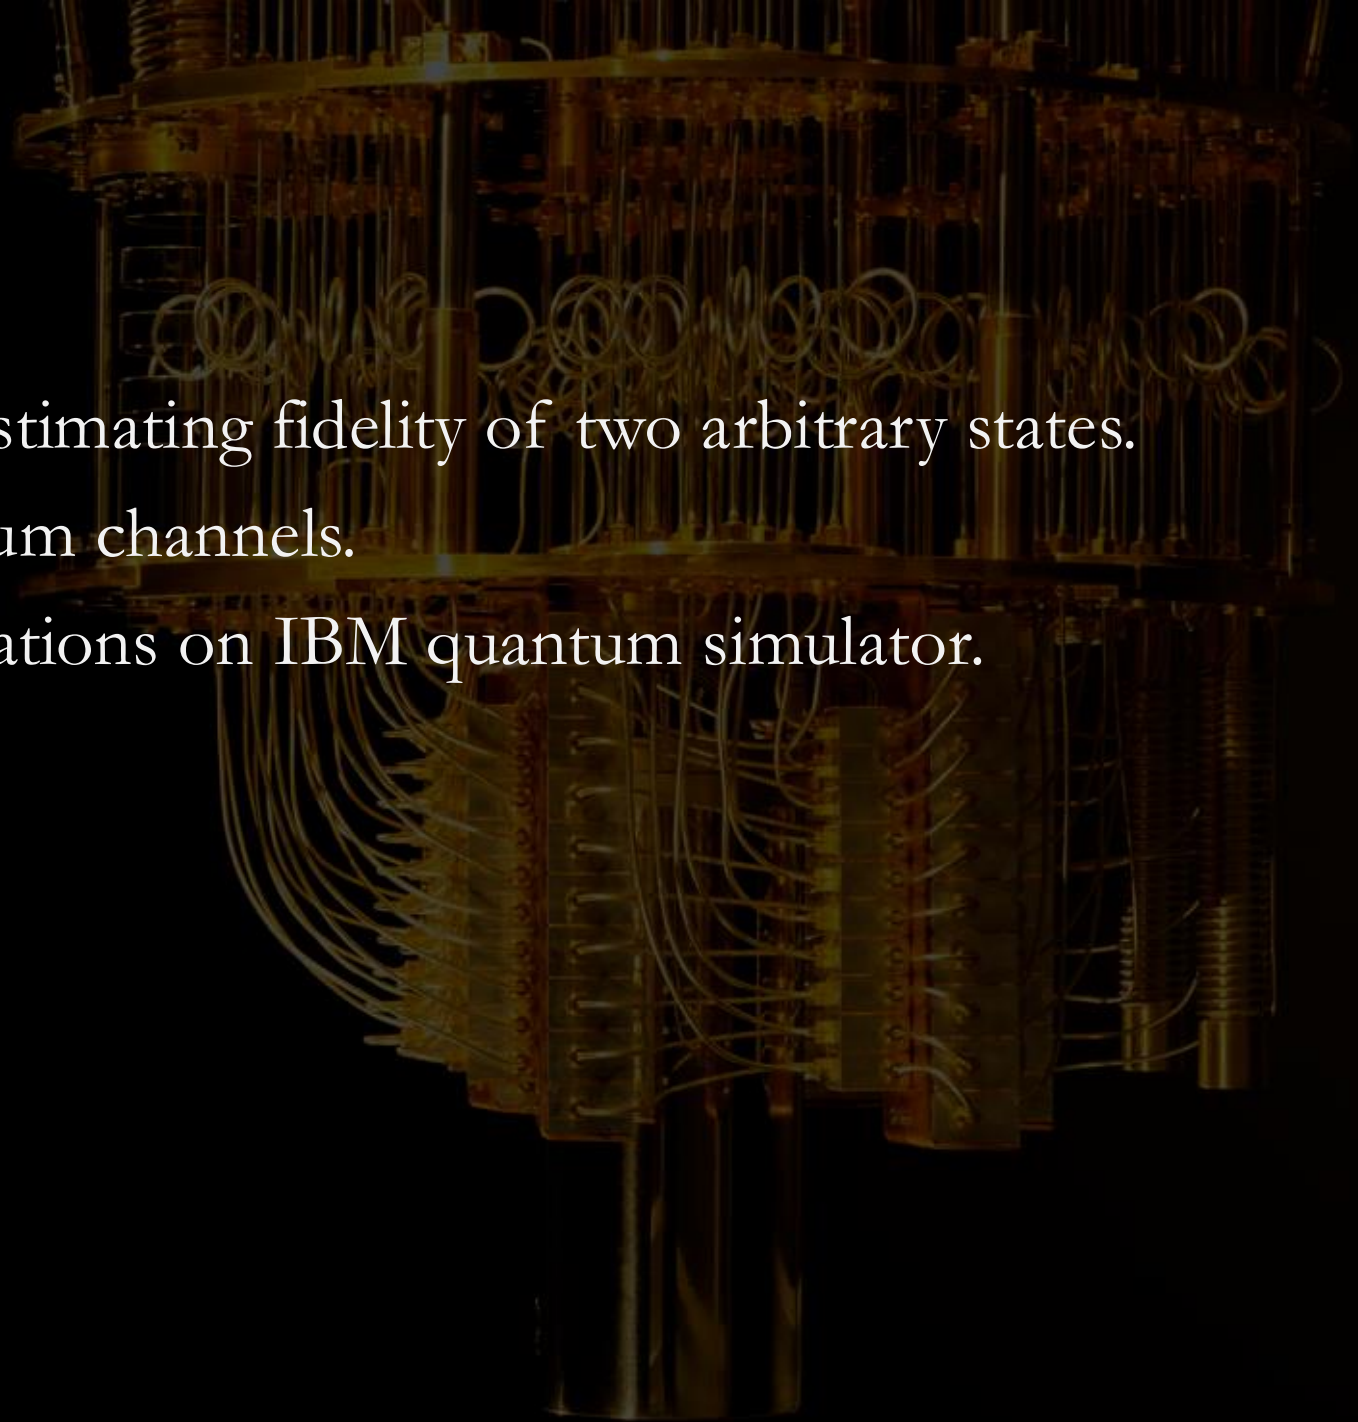 stimating fidelity of two arbitrary states.
um channels.
ations on IBM quantum simulator.